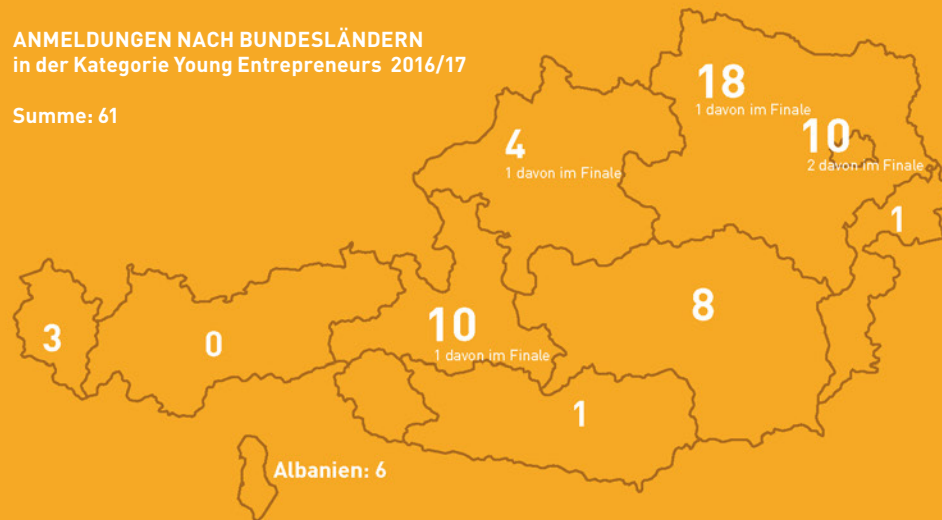 ANMELDUNGEN NACH BUNDESLÄNDERN
in der Kategorie Young Entrepreneurs 2016/17
Summe: 61
18
1 davon im Finale
10
2 davon im Finale
4
1 davon im Finale
1
8
10
1 davon im Finale
3
0
1
Albanien: 6